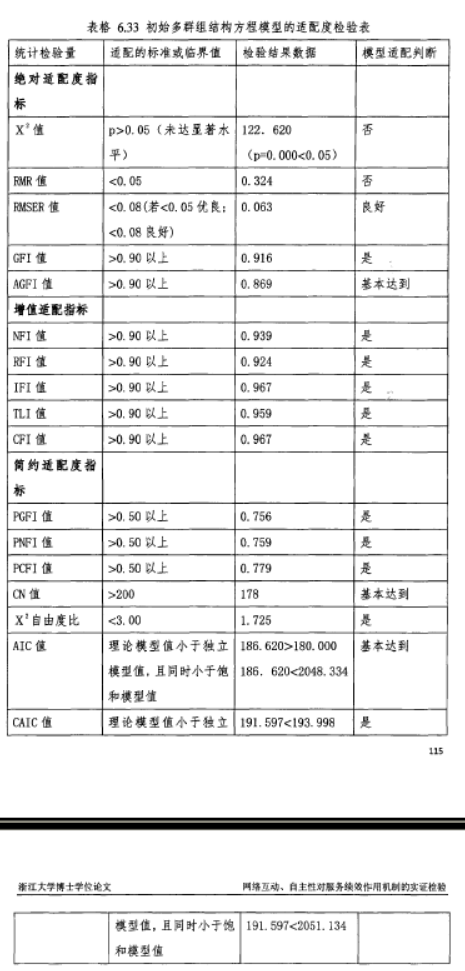 表格 6.33 初始多群组结构方程模型的适配度检验表
统计检验量 适配的标准或临界值 检验结果数据 模型适配判断
绝对适配度指
标
X²值 p>0.05（未达显著水 122. 620 否
平） （p=0.000<0.05）
RMR 值 <0.05 0.324 否
RMSER 值 <0.08(若<0.05 优良； 0.063 良好
<0.08 良好)
GFI 值 >0.90 以上 0.916 是
AGFI 值 >0.90 以上 0.869 基本达到
增值适配指标
NFI 值 >0.90 以上 0.939 是
RFI 值 >0.90 以上 0.924 是
IFI 值 >0.90 以上 0.967 是
TLI 值 >0.90 以上 0.959 是
CFI 值 >0.90 以上 0.967 是
简约适配度指
标
PGFI 值 >0.50 以上 0.756 是
PNFI 值 >0.50 以上 0.759 是
PCFI 值 >0.50 以上 0.779 是
CN 值 >200 178 基本达到
X²自由度比 <3.00 1.725 是
AIC 值 理论模型值小于独立 186.620>180.000 基本达到
模型值，且同时小于饱 186. 620<2048.334
和模型值
CAIC 值 理论模型值小于独立 191.597<193.998 是
115
浙江大学博士学位论文 网络互动、自主性对服务绩效作用机制的实证检验
模型值，且同时小于饱 191.597<2051.134
和模型值